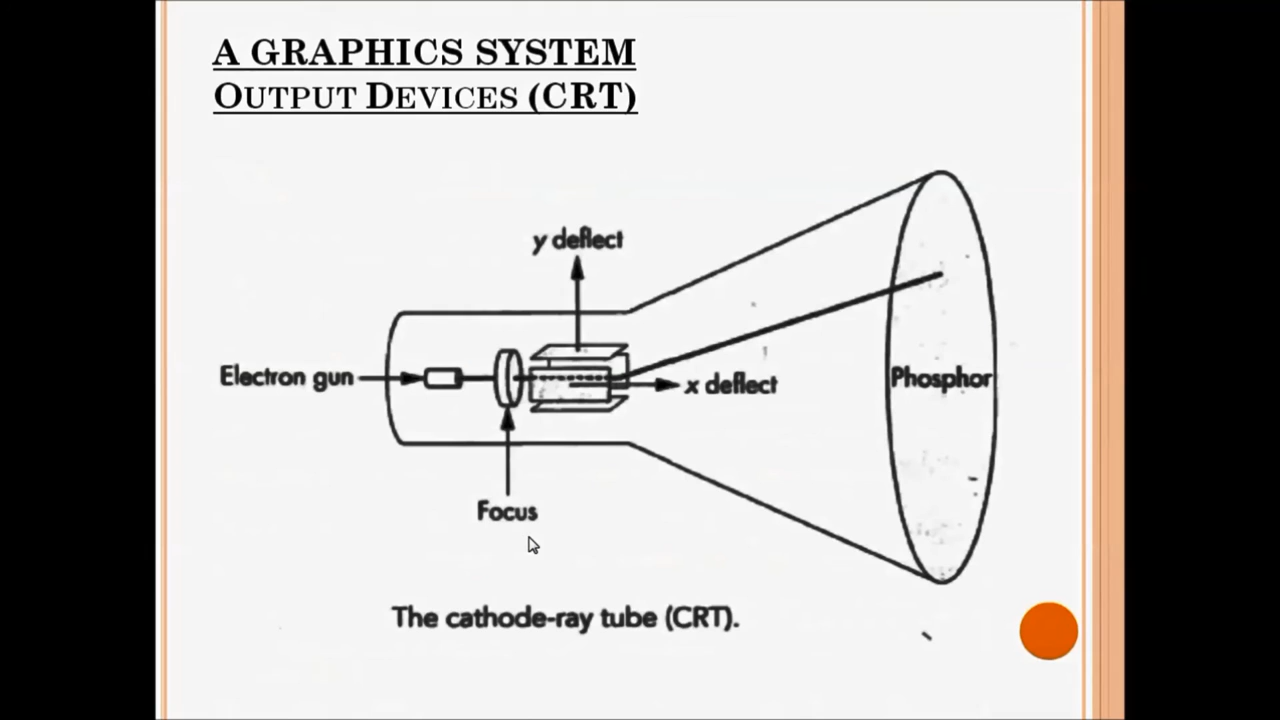 A GRAPHICS SYSTEM
OUTPUT DEVICES (CRT)
y deflect
Electron gun
x deflect
Phosphor
Focus
The cathode-ray tube (CRT).